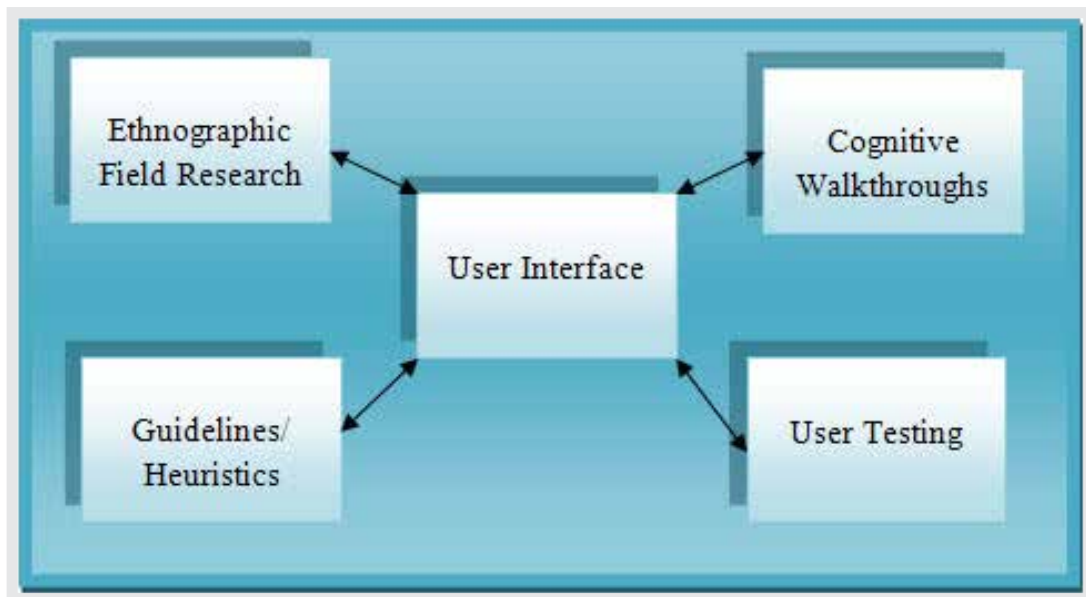 Ethnographic
Field Research
Cognitive
Walkthroughs
User Interface
Guidelines/
Heuristics
User Testing